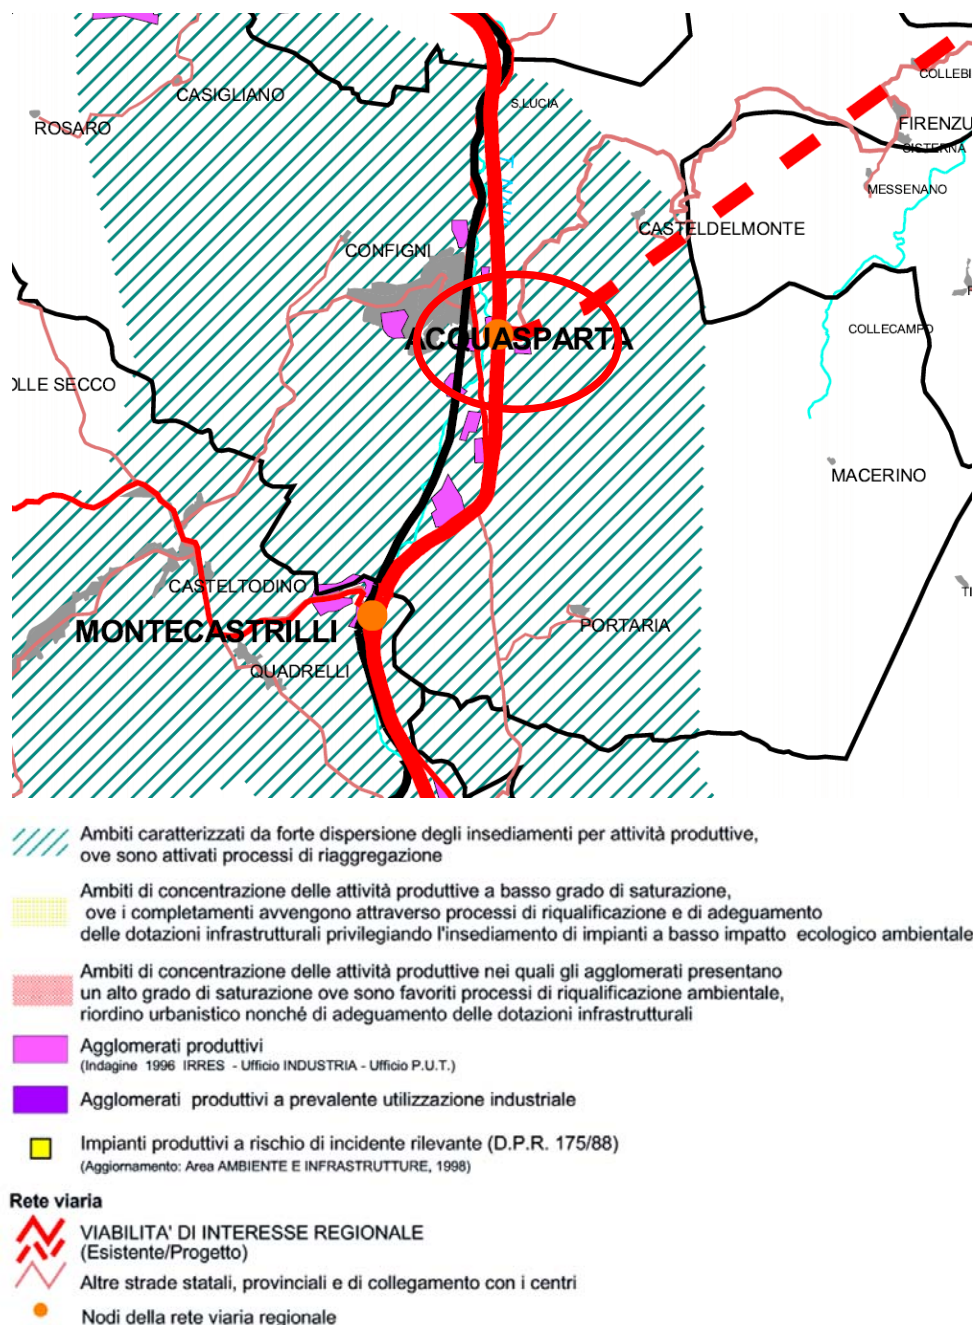 CASIGLIANO
ROSARO
S.LUCIA
COLLEBI
FIRENZU
CISTERNA
MESSENANO
T. NAIA
CASTELDELMONTE
CONFIGNI
ACQUASPARTA
COLLECAMPO
OLLE SECCO
MACERINO
CASTELTODINO
MONTECASTRILLI
PORTARIA
QUADRELLI
Ambiti caratterizzati da forte dispersione degli insediamenti per attività produttive,
ove sono attivati processi di riaggregazione
Ambiti di concentrazione delle attività produttive a basso grado di saturazione,
ove i completamenti avvengono attraverso processi di riqualificazione e di adeguamento
delle dotazioni infrastrutturali privilegiando l'insediamento di impianti a basso impatto ecologico ambientale
Ambiti di concentrazione delle attività produttive nei quali gli agglomerati presentano
un alto grado di saturazione ove sono favoriti processi di riqualificazione ambientale,
riordino urbanistico nonché di adeguamento delle dotazioni infrastrutturali
Agglomerati produttivi
(Indagine 1996 IRRES - Ufficio INDUSTRIA - Ufficio P.U.T.)
Agglomerati produttivi a prevalente utilizzazione industriale
Impianti produttivi a rischio di incidente rilevante (D.P.R. 175/88)
(Aggiornamento: Area AMBIENTE E INFRASTRUTTURE, 1998)
Rete viaria
VIABILITA' DI INTERESSE REGIONALE
(Esistente/Progetto)
Altre strade statali, provinciali e di collegamento con i centri
Nodi della rete viaria regionale